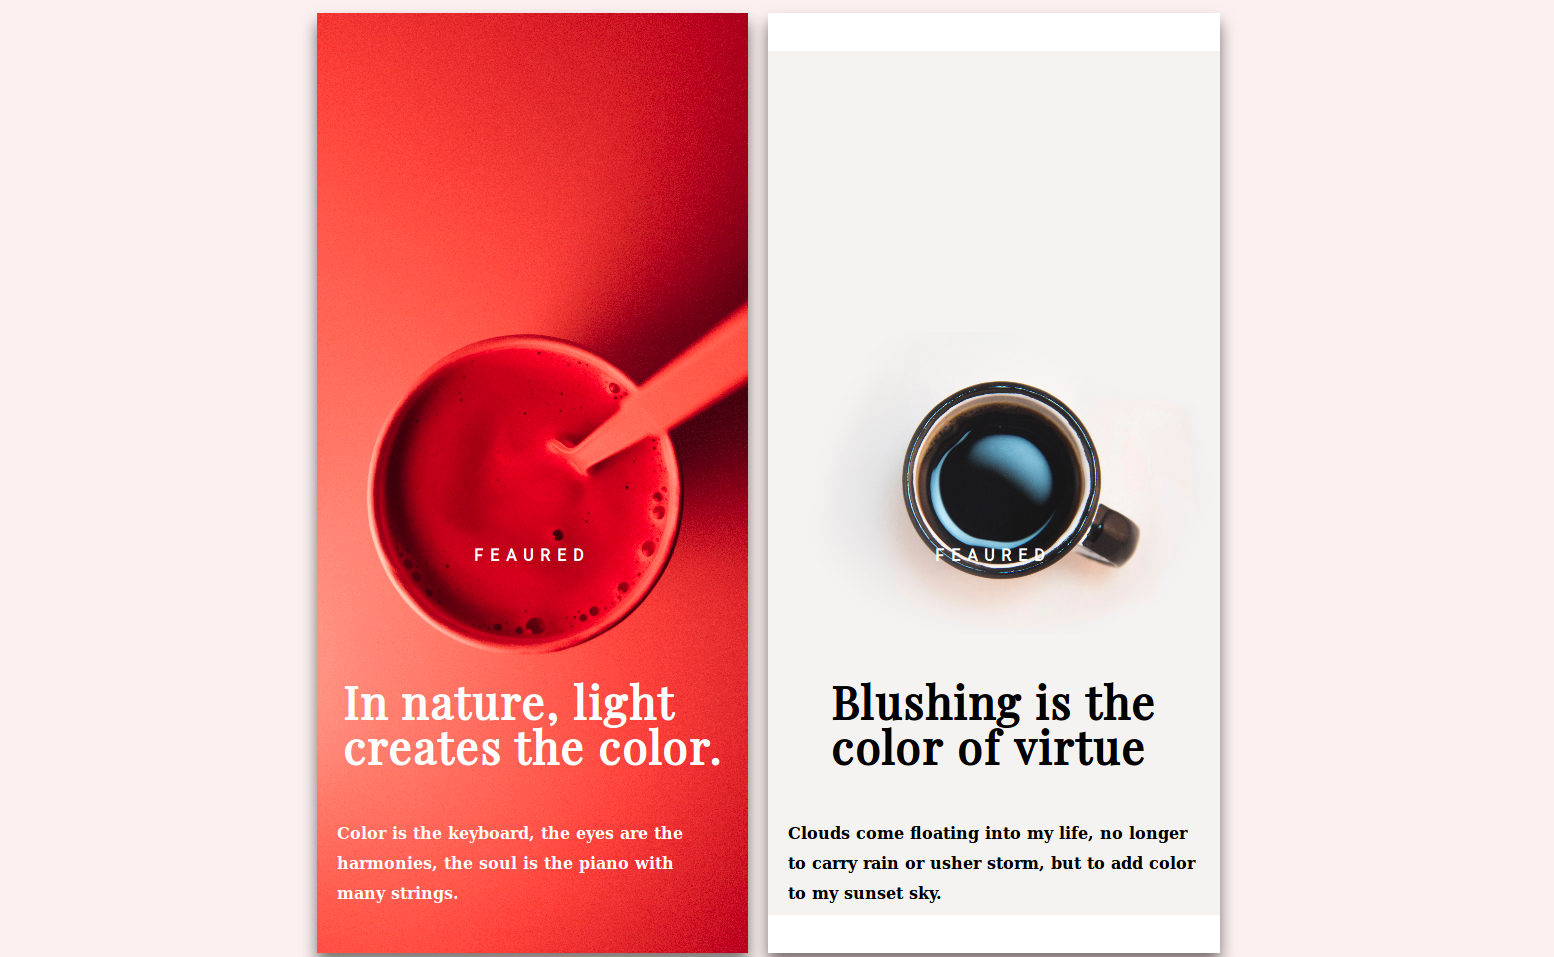 FEAURED
In nature, light
creates the color.
Color is the keyboard, the eyes are the
harmonies, the soul is the piano with
many strings.
FEAURED
Blushing is the
color of virtue
Clouds come floating into my life, no longer
to carry rain or usher storm, but to add color
to my sunset sky.